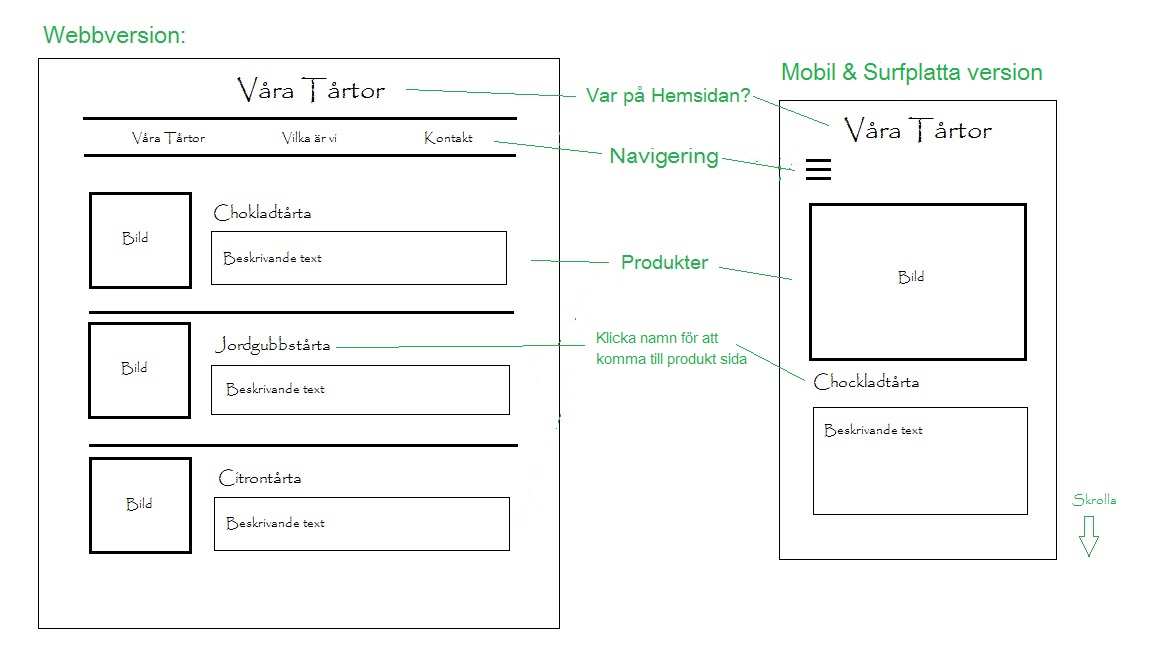 Webbversion:
Våra Tårtor
Våra Tårtor
Vilka är vi
Kontakt
Bild
Chokladtårta
Beskrivande text
Bild
Jordgubbstårta
Beskrivande text
Bild
Citrontårta
Beskrivande text
Var på Hemsidan?
Navigering
Produkter
Klicka namn för att
komma till produkt sida
Mobil & Surfplatta version
Våra Tårtor
Bild
Chockladtårta
Beskrivande text
Skrolla